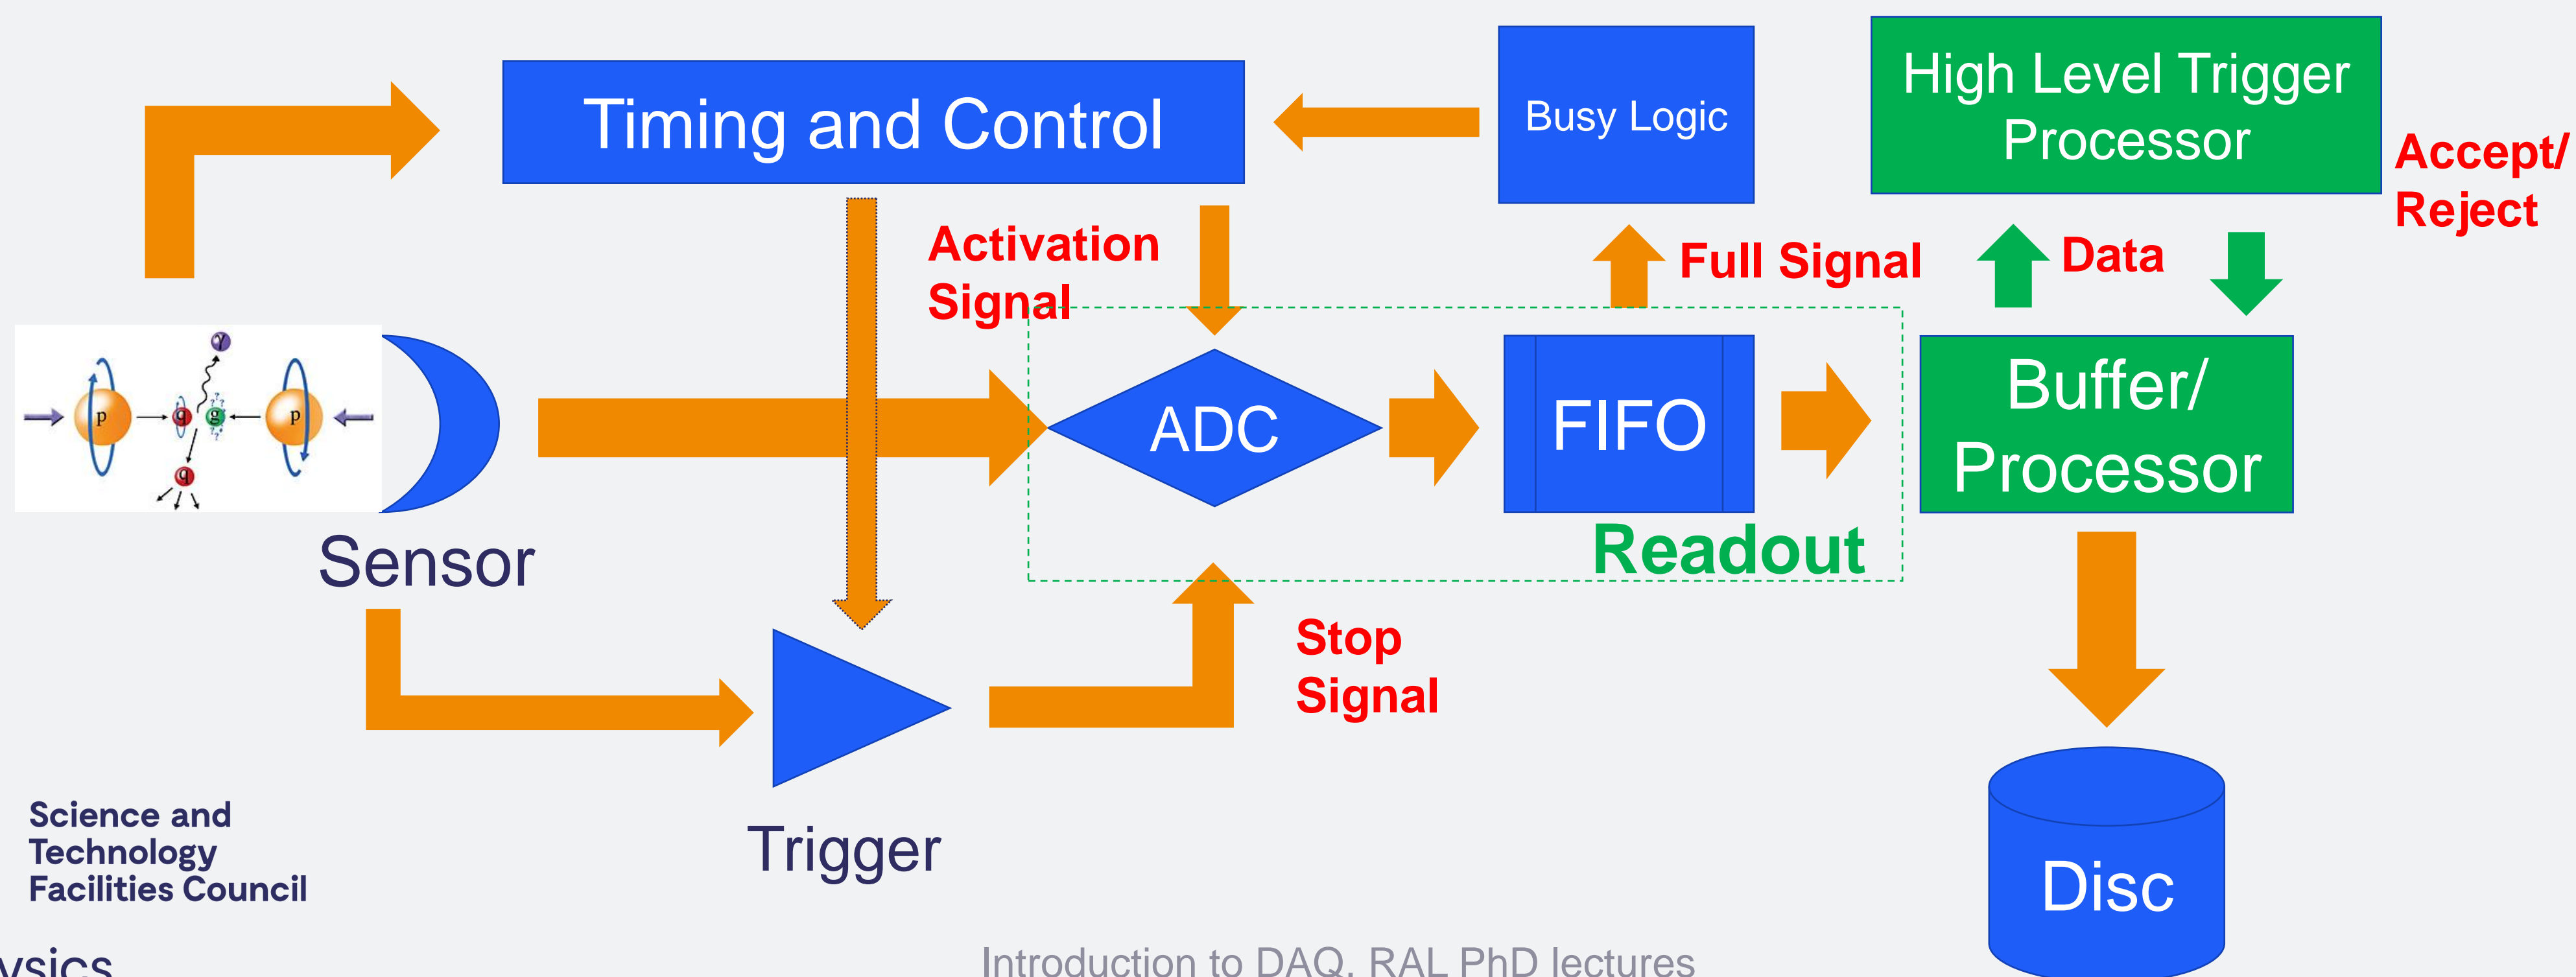 Timing and Control
Busy Logic
High Level Trigger
Processor
Accept/
Reject
Activation
Signal
Full Signal
Data
γ
p
q
g
p
q
ADC
FIFO
Buffer/
Processor
Readout
Sensor
Stop
Signal
Trigger
Disc
Science and
Technology
Facilities Council
Introduction to DAQ, RAL PhD lectures